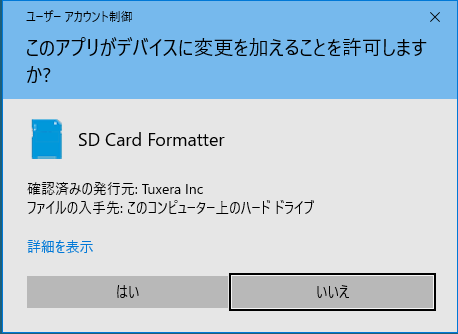 ユーザー アカウント制御
このアプリがデバイスに変更を加えることを許可します
か?
SD Card Formatter
確認済みの発行元: Tuxera Inc
ファイルの入手先: このコンピューター上のハード ドライブ
詳細を表示
はい
いいえ